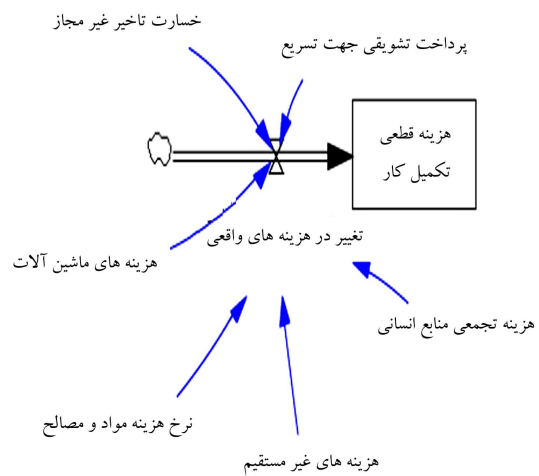 خسارت تاخیر غیر مجاز
پرداخت تشویقی جهت تسریع
هزینه قطعی
تکمیل کار
تغییر در هزینه های واقعی
هزینه های ماشین آلات
هزینه تجمعی منابع انسانی
نرخ هزینه مواد و مصالح
هزینه های غیر مستقیم